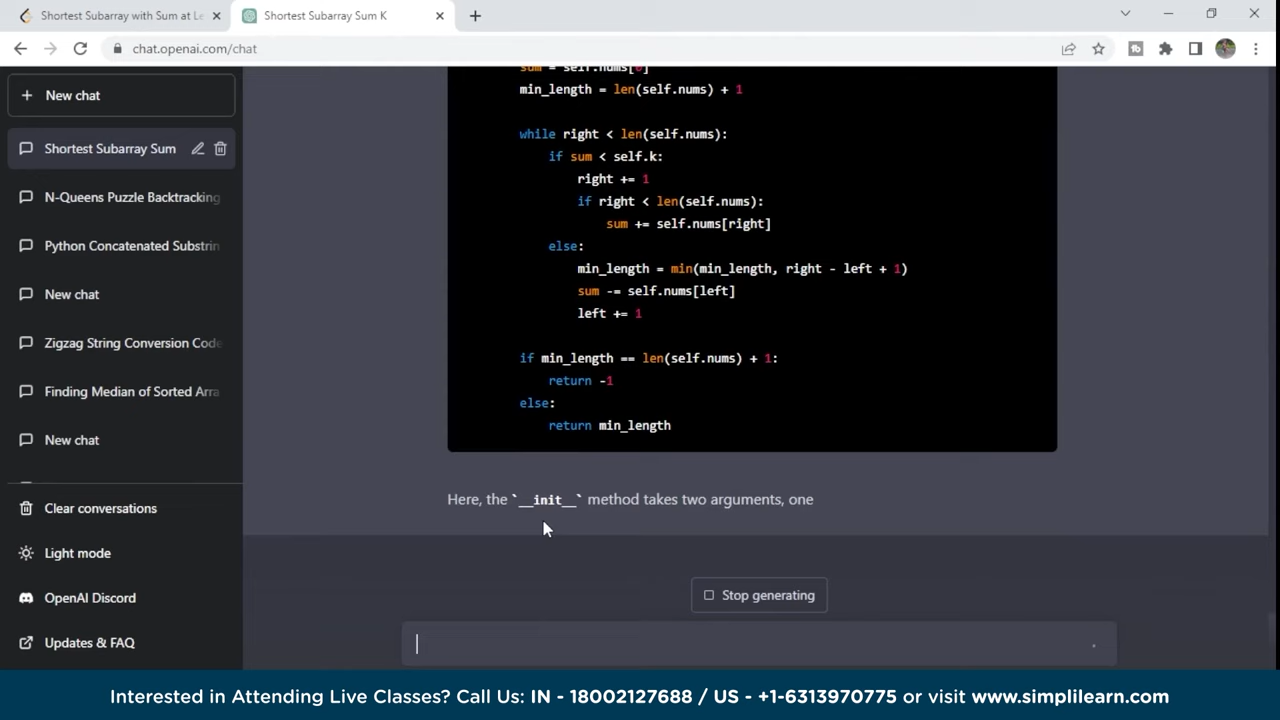 Shortest Subarray with Sum at Le
Shortest Subarray Sum K
chat.openai.com/chat
New chat
Shortest Subarray Sum
N-Queens Puzzle Backtracking
Python Concatenated Substrin
New chat
Zigzag String Conversion Code
Finding Median of Sorted Arra
New chat
Clear conversations
Light mode
OpenAI Discord
Updates & FAQ
sum = self.nums[0]
min_length = len(self.nums) + 1
while right < len(self.nums):
if sum < self.k:
right += 1
if right < len(self.nums):
sum += self.nums[right]
else:
min_length = min(min_length, right - left + 1)
sum -= self.nums[left]
left += 1
if min_length == len(self.nums) + 1:
return -1
else:
return min_length
Here, the `__init__` method takes two arguments, one
Stop generating
Interested in Attending Live Classes? Call Us: IN - 18002127688 / US - +1-6313970775 or visit www.simplilearn.com